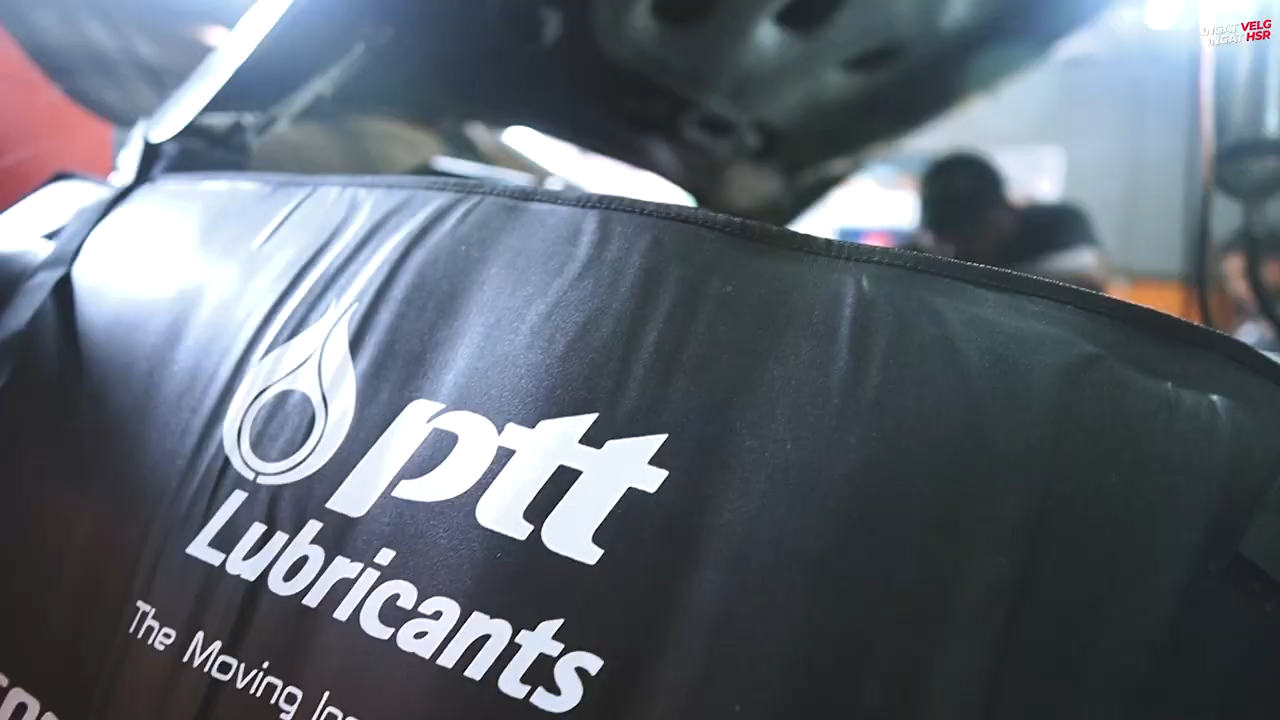 INGAT VELG
INGAT HSR
ptt
Lubricants
The Moving